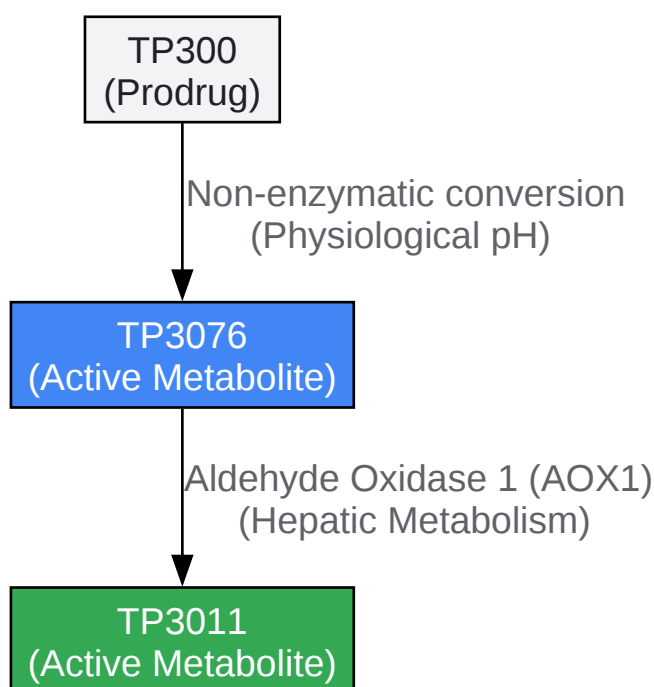 TP300
(Prodrug)
Non-enzymatic conversion
(Physiological pH)
TP3076
(Active Metabolite)
Aldehyde Oxidase 1 (AOX1)
(Hepatic Metabolism)
TP3011
(Active Metabolite)